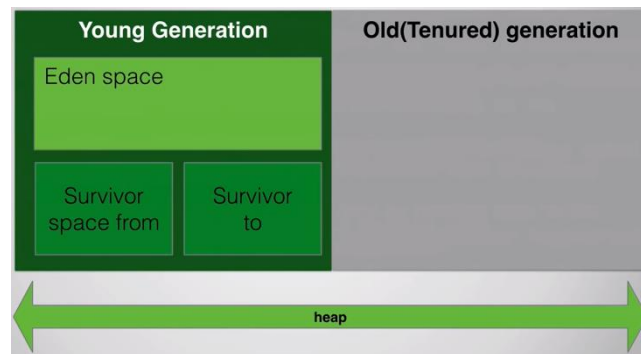 Young Generation
Old(Tenured) generation
Eden space
Survivor
space from
Survivor
to
heap